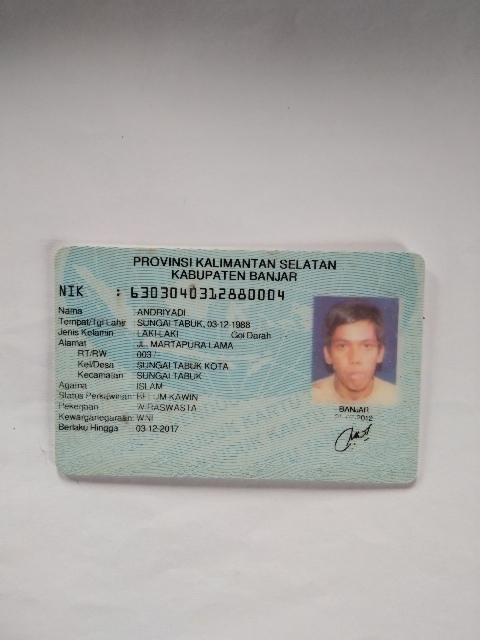 PROVINSI KALIMANTAN SELATAN
KABUPATEN BANJAR
NIK : 6303040312880004
Nama ANDRIYADI
Tempat/Tgl Lahir SUNGAI TABUK, 03-12-1988
Jenis Kelamin LAKI-LAKI Gol Darah
Alamat JL. MARTAPURA LAMA
RT/RW 003 /
Kel/Desa SUNGAI TABUK KOTA
Kecamatan SUNGAI TABUK
Agama ISLAM
Status Perkawinan: BELUM KAWIN
Pekerjaan WIRASWASTA
Kewarganegaraan: WNI
Berlaku Hingga 03-12-2017
BANJAR